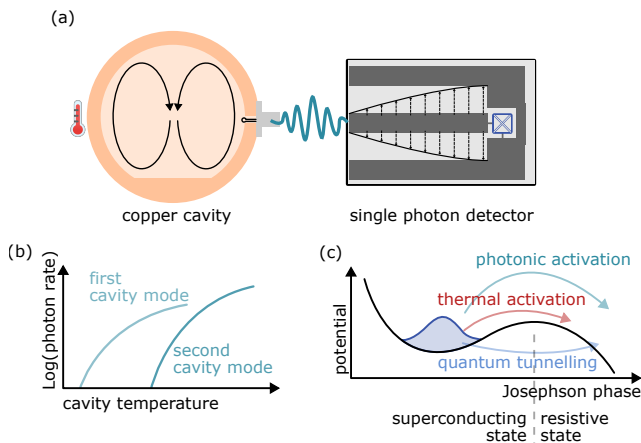 (a)
copper cavity
single photon detector
(b)
Log(photon rate)
first
cavity mode
second
cavity mode
cavity temperature
(c)
potential
photonic activation
thermal activation
quantum tunnelling
Josephson phase
superconducting
state
resistive
state